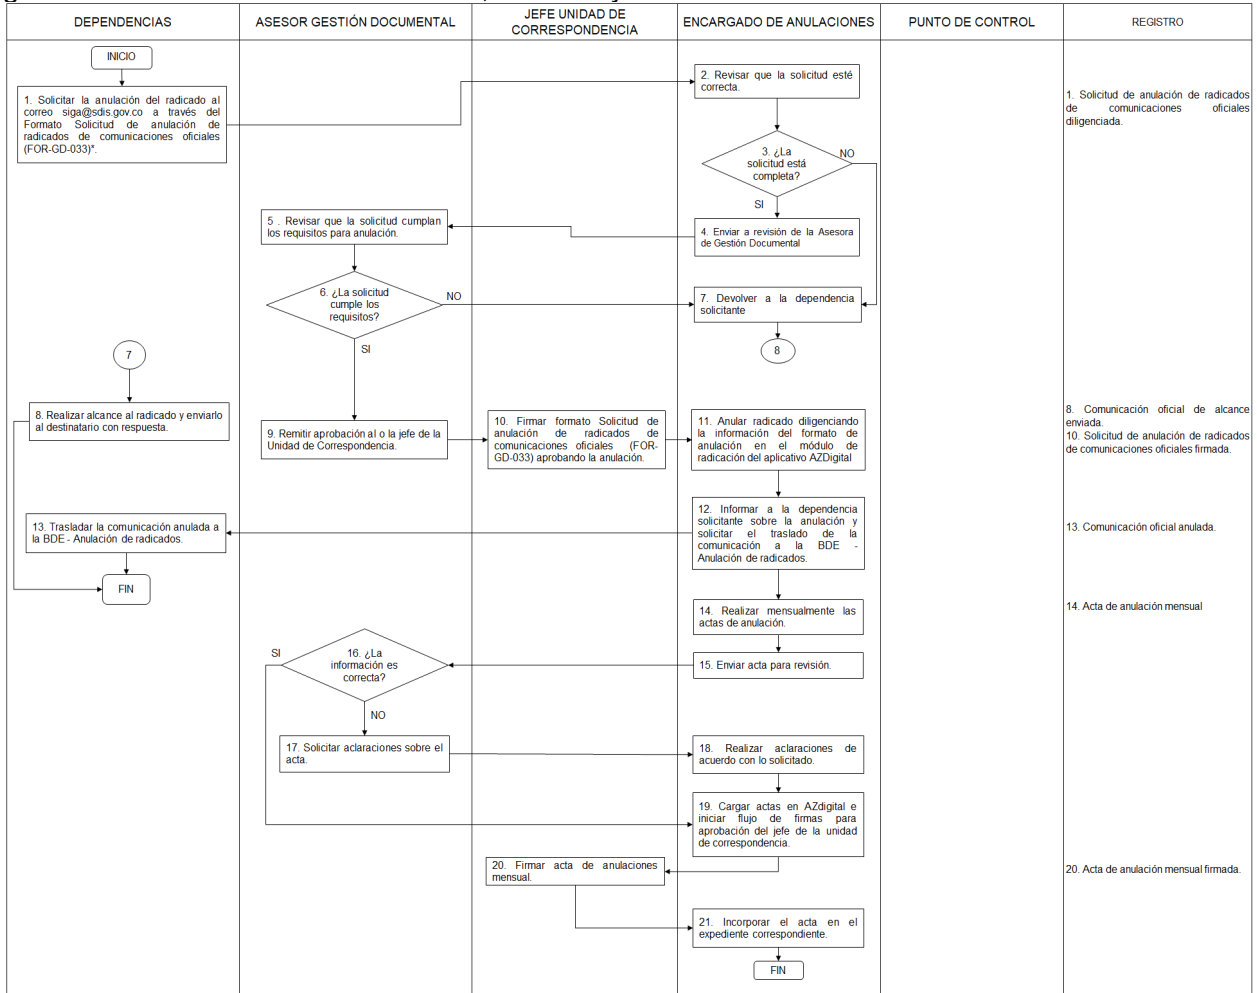 DEPENDENCIAS
ASESOR GESTIÓN DOCUMENTAL
JEFE UNIDAD DE
CORRESPONDENCIA
ENCARGADO DE ANULACIONES
PUNTO DE CONTROL
REGISTRO
INICIO
1. Solicitar la anulación del radicado al
correo siga@sdis.gov.co a través del
Formato Solicitud de anulación de
radicados de comunicaciones oficiales
(FOR-GD-033)*.
2. Revisar que la solicitud esté
correcta.
1. Solicitud de anulación de radicados
de comunicaciones oficiales
diligenciada.
3. ¿La
solicitud está
completa?
NO
SI
4. Enviar a revisión de la Asesora
de Gestión Documental
5 . Revisar que la solicitud cumplan
los requisitos para anulación.
6. ¿La solicitud
cumple los
requisitos?
NO
SI
7. Devolver a la dependencia
solicitante
8
7
8. Realizar alcance al radicado y enviarlo
al destinatario con respuesta.
9. Remitir aprobación al o la jefe de la
Unidad de Correspondencia.
10. Firmar formato Solicitud de
anulación de radicados de
comunicaciones oficiales (FOR-
GD-033) aprobando la anulación.
11. Anular radicado diligenciando
la información del formato de
anulación en el módulo de
radicación del aplicativo AZDigital
8. Comunicación oficial de alcance
enviada.
10. Solicitud de anulación de radicados
de comunicaciones oficiales firmada.
12. Informar a la dependencia
solicitante sobre la anulación y
solicitar el traslado de la
comunicación a la BDE -
Anulación de radicados.
13. Trasladar la comunicación anulada a
la BDE - Anulación de radicados.
13. Comunicación oficial anulada.
FIN
14. Realizar mensualmente las
actas de anulación.
14. Acta de anulación mensual
15. Enviar acta para revisión.
16. ¿La
información es
correcta?
SI
NO
17. Solicitar aclaraciones sobre el
acta.
18. Realizar aclaraciones de
acuerdo con lo solicitado.
19. Cargar actas en AZdigital e
iniciar flujo de firmas para
aprobación del jefe de la unidad
de correspondencia.
20. Firmar acta de anulaciones
mensual.
20. Acta de anulación mensual firmada.
21. Incorporar el acta en el
expediente correspondiente.
FIN